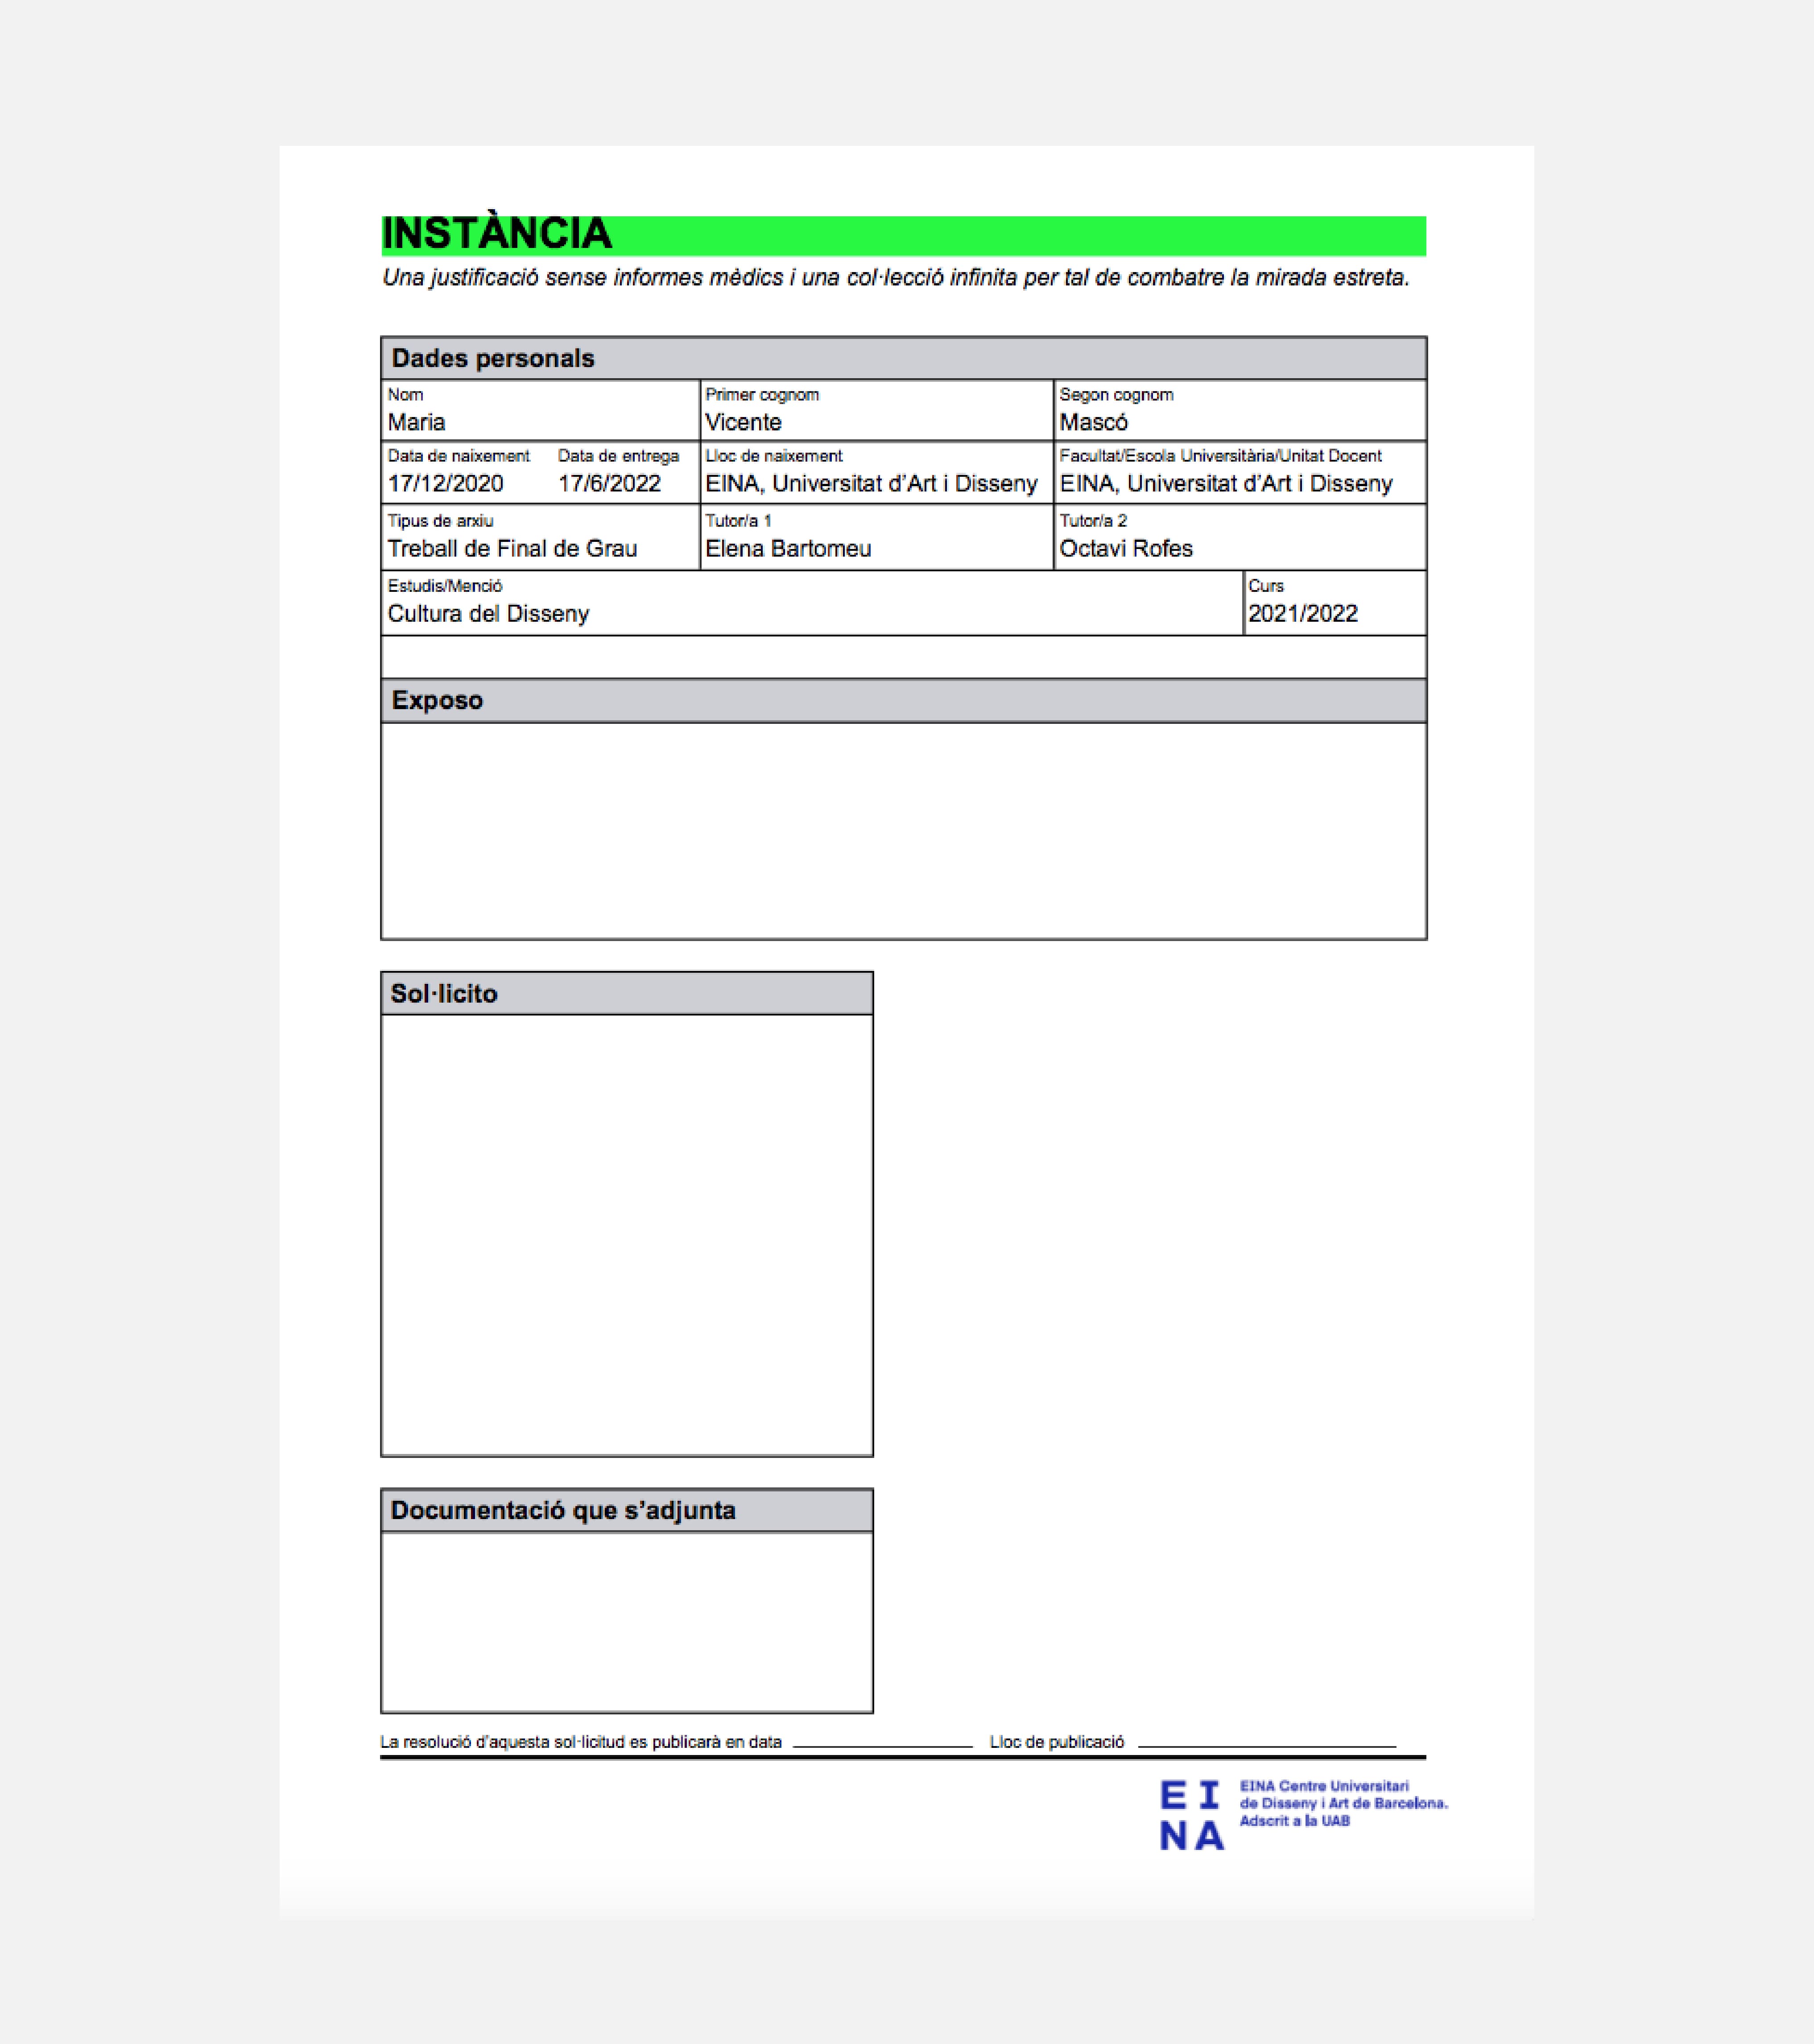 INSTÀNCIA
Una justificació sense informes mèdics i una col·lecció infinita per tal de combatre la mirada estreta.
Dades personals
Nom
Maria
Primer cognom
Vicente
Segon cognom
Mascó
Data de naixement
17/12/2020
Data de entrega
17/6/2022
Lloc de naixement
EINA, Universitat d’Art i Disseny
Facultat/Escola Universitària/Unitat Docent
EINA, Universitat d’Art i Disseny
Tipus de arxiu
Treball de Final de Grau
Tutor/a 1
Elena Bartomeu
Tutor/a 2
Octavi Rofes
Estudis/Menció
Cultura del Disseny
Curs
2021/2022
Exposo
Sol·licito
Documentació que s’adjunta
La resolució d’aquesta sol·licitud es publicarà en data
Lloc de publicació
EI
NA
EINA Centre Universitari
de Disseny i Art de Barcelona.
Adscrit a la UAB